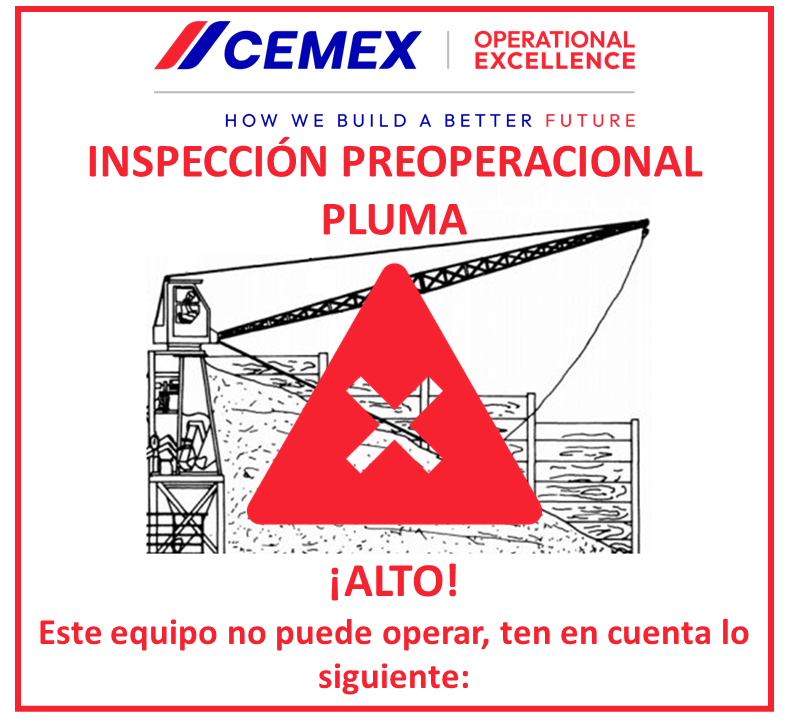 CEMEX
OPERATIONAL
EXCELLENCE
HOW WE BUILD A BETTER FUTURE
INSPECCIÓN PREOPERACIONAL
PLUMA
¡ALTO!
Este equipo no puede operar, ten en cuenta lo
siguiente: